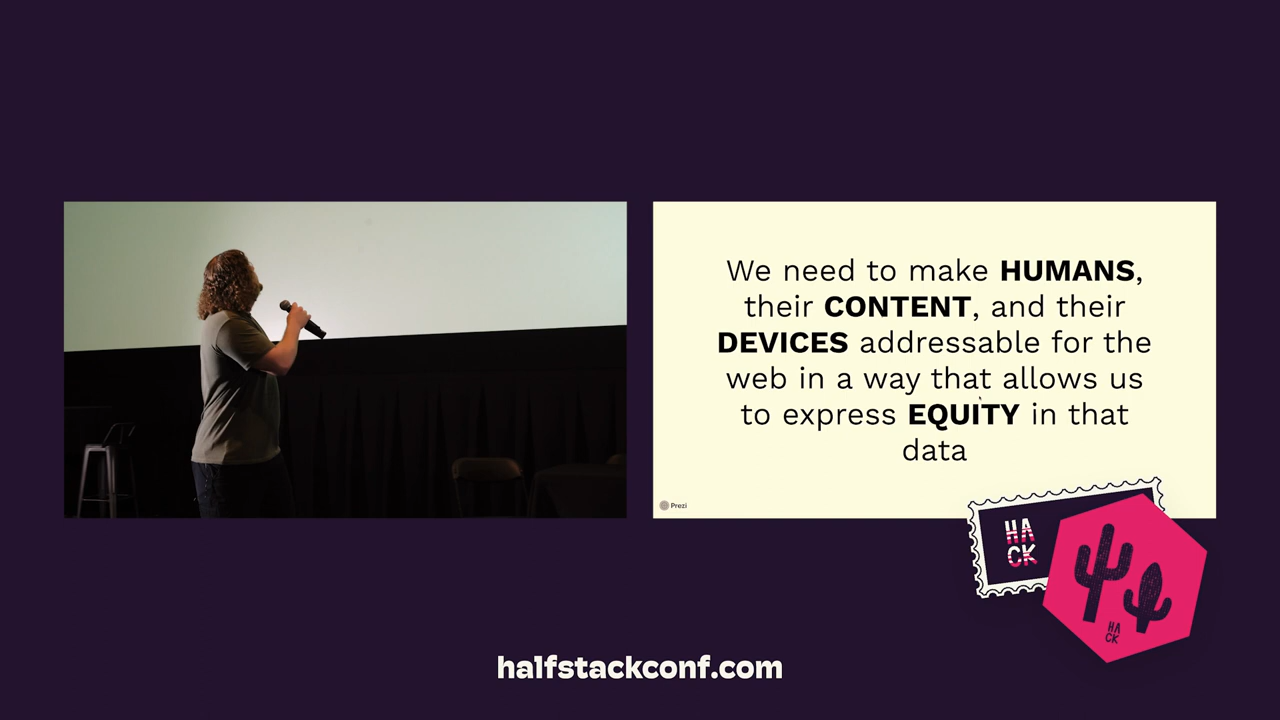 We need to make HUMANS,
their CONTENT, and their
DEVICES addressable for the
web in a way that allows us
to express EQUITY in that
data
Prezi
HA
CK
HA
CK
halfstackconf.com